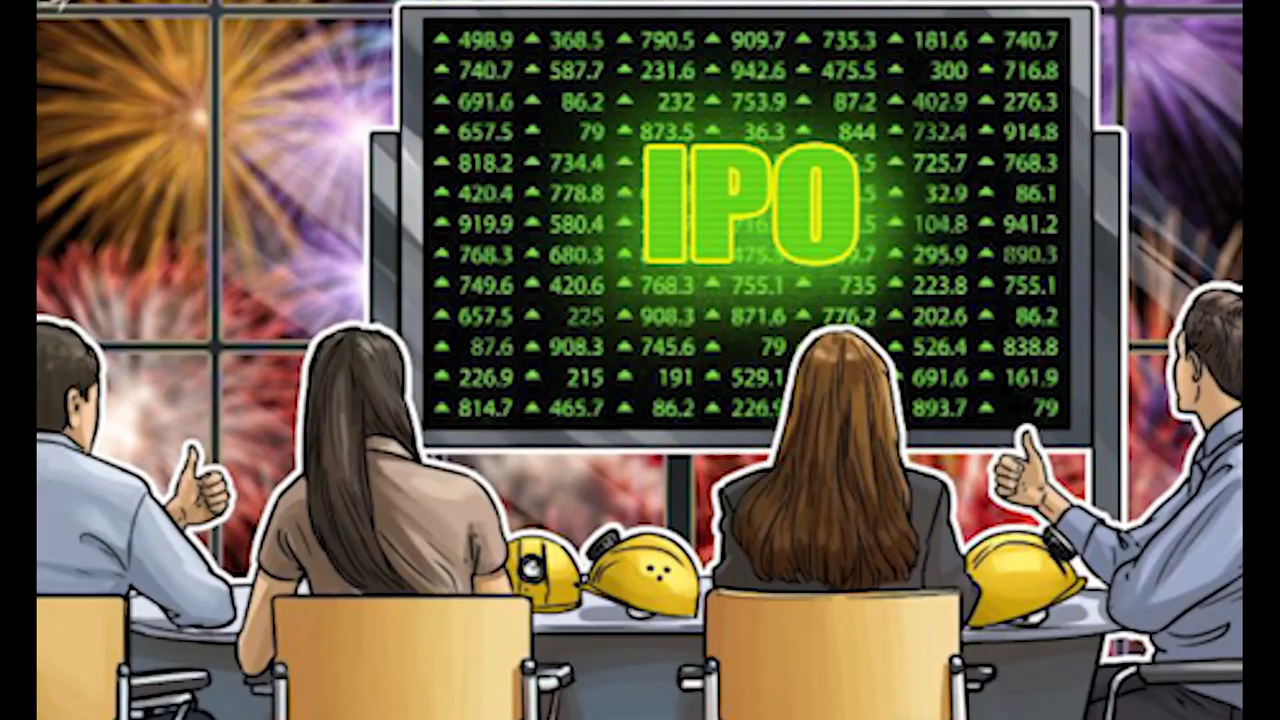 498.9 368.5 790.5 909.7 735.3 181.6 740.7
740.7 587.7 231.6 942.6 475.5 300 716.8
691.6 86.2 232 753.9 87.2 402.9 276.3
657.5 79 873.5 36.3 844 732.4 914.8
818.2 734.4 725.7 768.3
420.4 778.8 32.9 86.1
IPO
919.9 580.4 104.8 941.2
768.3 680.3 295.9 890.3
749.6 420.6 768.3 755.1 735 223.8 755.1
657.5 225 908.3 871.6 776.2 202.6 86.2
87.6 908.3 745.6 79 526.4 838.8
226.9 215 191 529.1 691.6 161.9
814.7 465.7 86.2 226.9 893.7 79